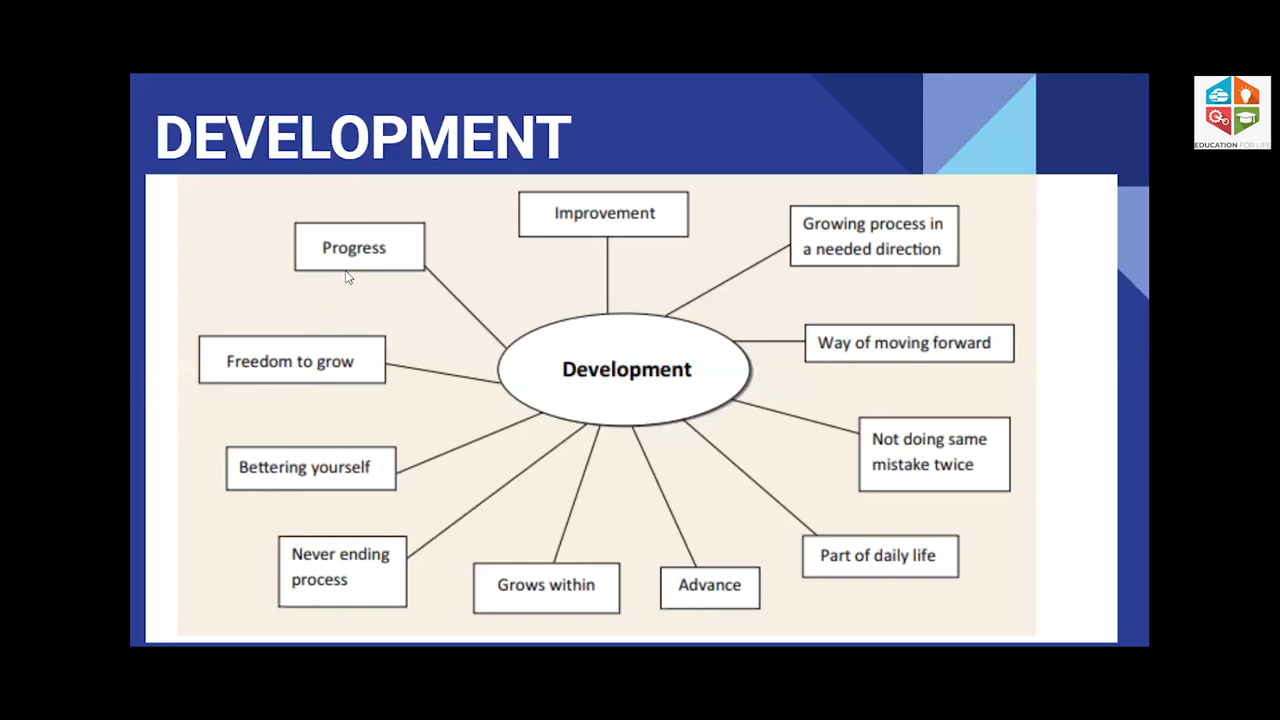 DEVELOPMENT
Improvement
Growing process in
a needed direction
Progress
Way of moving forward
Freedom to grow
Development
Not doing same
mistake twice
Bettering yourself
Never ending
process
Part of daily life
Grows within
Advance
EDUCATION FOR LIFE